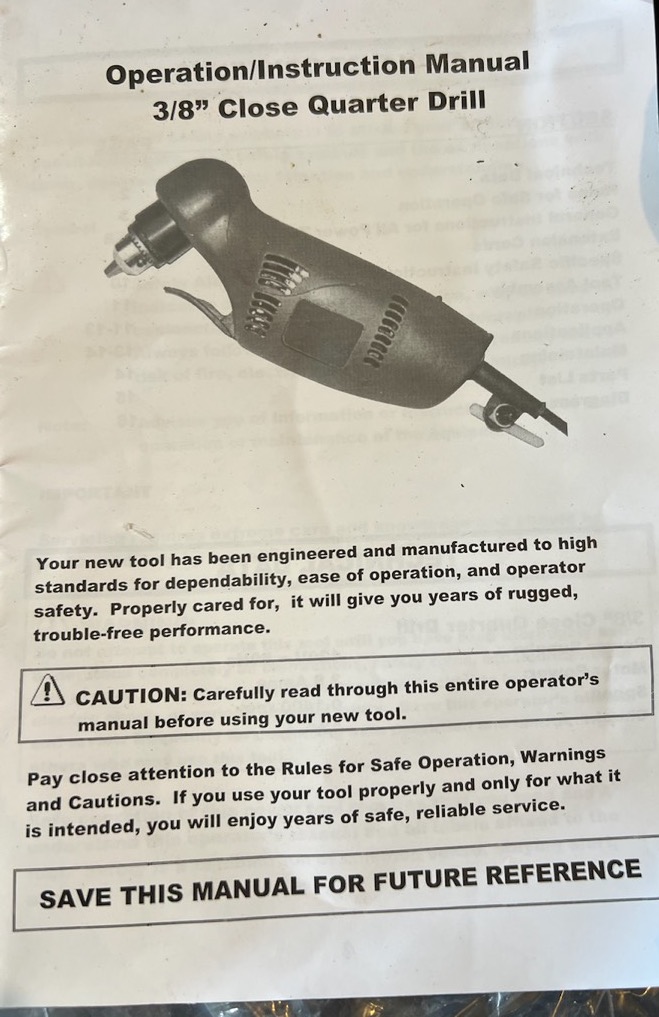 Operation/Instruction Manual
3/8” Close Quarter Drill
Your new tool has been engineered and manufactured to high
standards for dependability, ease of operation, and operator
safety.  Properly cared for,  it will give you years of rugged,
trouble-free performance.
CAUTION: Carefully read through this entire operator’s
manual before using your new tool.
Pay close attention to the Rules for Safe Operation, Warnings
and Cautions.  If you use your tool properly and only for what it
is intended, you will enjoy years of safe, reliable service.
SAVE THIS MANUAL FOR FUTURE REFERENCE